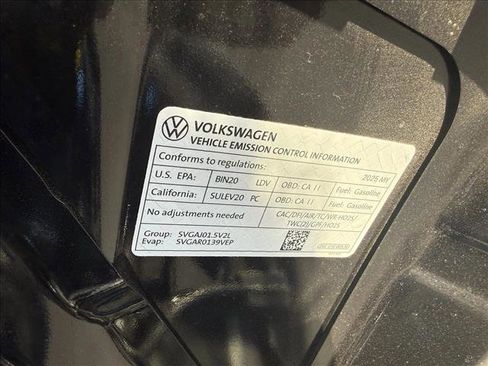 VOLKSWAGEN
VEHICLE EMISSION CONTROL INFORMATION
Conforms to regulations: 2025 MY
U.S. EPA: BIN20 LDV OBD: CA II Fuel: Gasoline
California: SULEV20 PC OBD: CA II Fuel: Gasoline
No adjustments needed CAC/DFI/AIR/TC/WR-HO2S/
TWC(2)/GPF/HO2S
Group: SVGAJ01.5V2L
Evap: SVGAR0139VEP